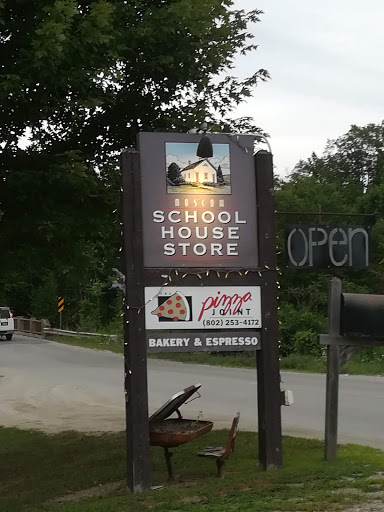 MOSCOW
SCHOOL
HOUSE
STORE
OPEN
pizza
JOINT
(802) 253-4172
BAKERY & ESPRESSO